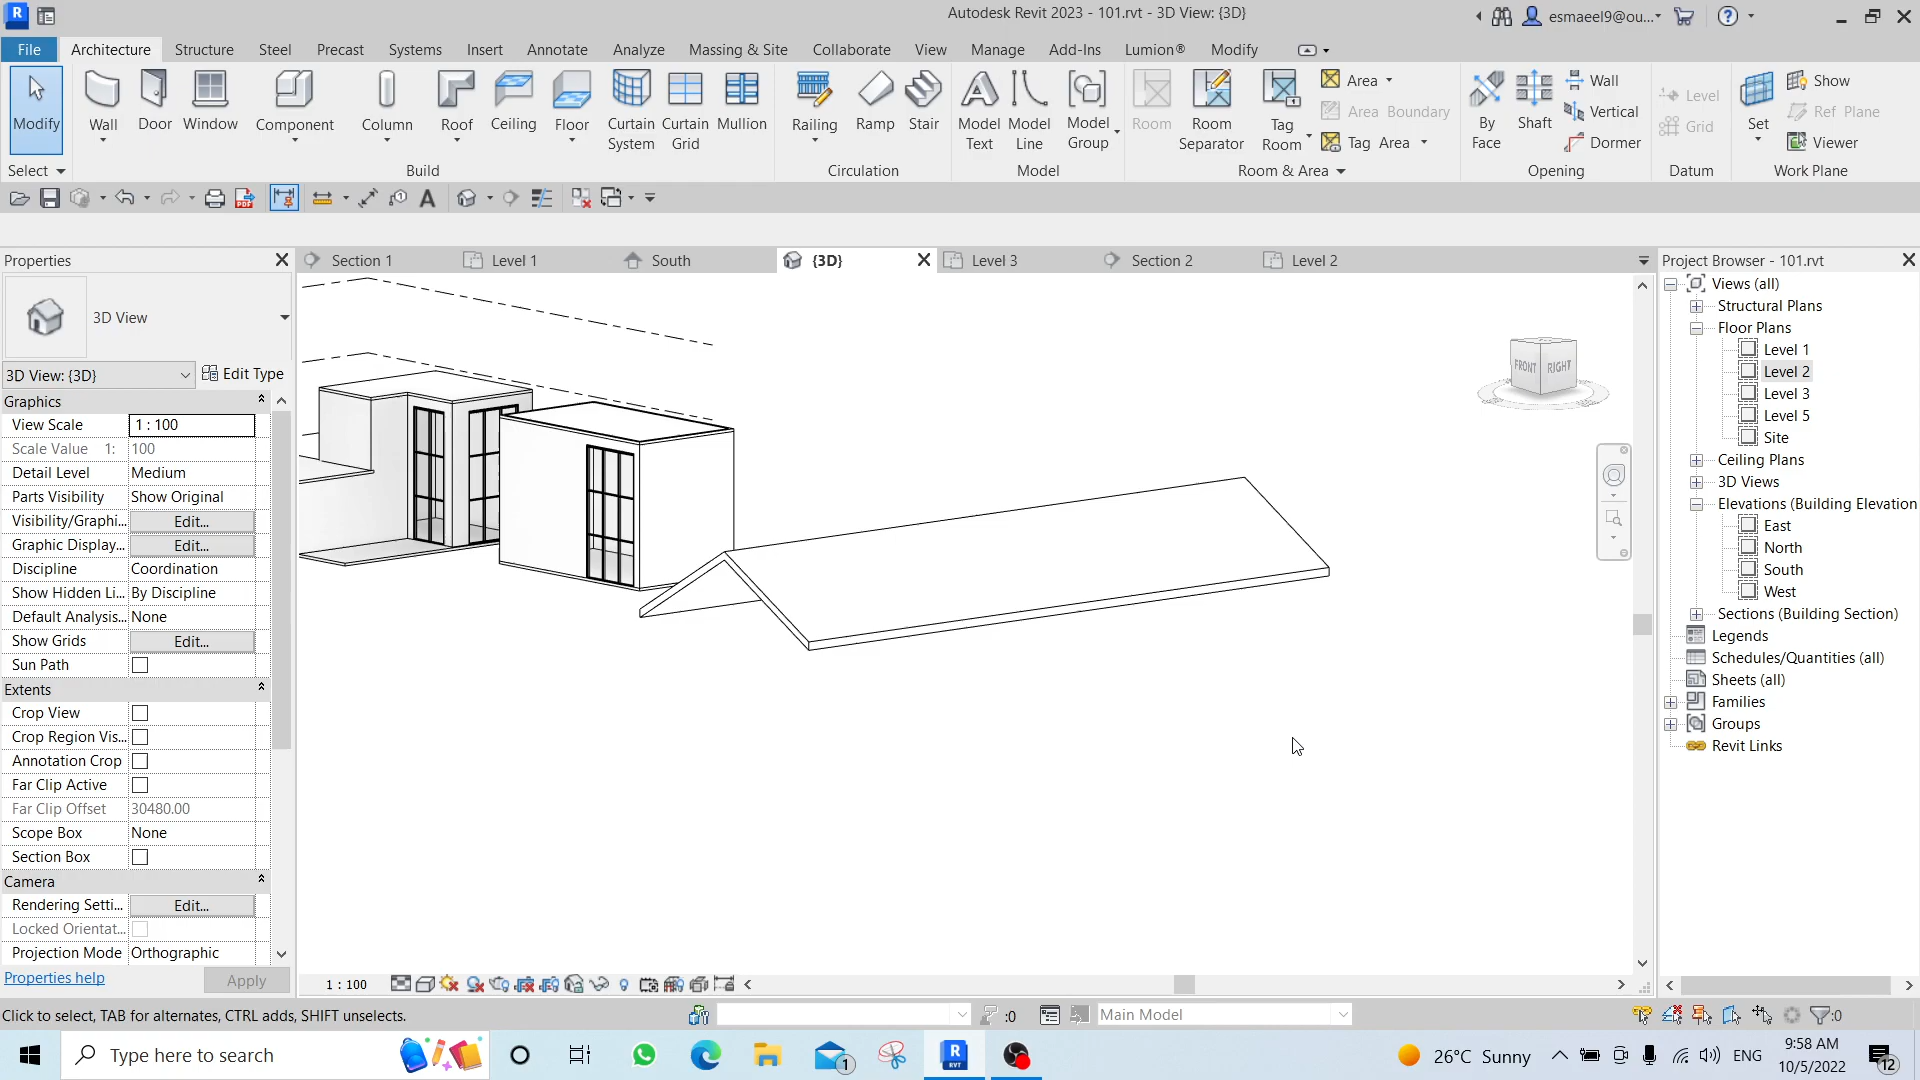 Autodesk Revit 2023 - 101.rvt - 3D View: {3D}
esmaeel9@ou...
File Architecture Structure Steel Precast Systems Insert Annotate Analyze Massing & Site Collaborate View Manage Add-Ins Lumion® Modify
Modify Wall Door Window Component Column Roof Ceiling Floor Curtain System Curtain Grid Mullion Railing Ramp Stair Model Text Model Line Model Group Room Room Separator Tag Room
Area
Area Boundary
Tag Area
By Face Shaft
Wall
Vertical
Dormer
Level
Grid
Set
Show
Ref Plane
Viewer
Select Build Circulation Model Room & Area Opening Datum Work Plane
Properties
Section 1 Level 1 South {3D} Level 3 Section 2 Level 2
3D View
3D View: {3D} Edit Type
Graphics
View Scale 1 : 100
Scale Value 1: 100
Detail Level Medium
Parts Visibility Show Original
Visibility/Graphi... Edit...
Graphic Display... Edit...
Discipline Coordination
Show Hidden Li... By Discipline
Default Analysis... None
Show Grids Edit...
Sun Path
Extents
Crop View
Crop Region Vis...
Annotation Crop
Far Clip Active
Far Clip Offset 30480.00
Scope Box None
Section Box
Camera
Rendering Setti... Edit...
Locked Orientat...
Projection Mode Orthographic
Properties help Apply
FRONT RIGHT
1 : 100
Project Browser - 101.rvt
Views (all)
Structural Plans
Floor Plans
Level 1
Level 2
Level 3
Level 5
Site
Ceiling Plans
3D Views
Elevations (Building Elevation
East
North
South
West
Sections (Building Section)
Legends
Schedules/Quantities (all)
Sheets (all)
Families
Groups
Revit Links
Click to select, TAB for alternates, CTRL adds, SHIFT unselects.
:0
Main Model
:0
Type here to search
1
R
RVT
26°C Sunny
ENG
9:58 AM
10/5/2022
12